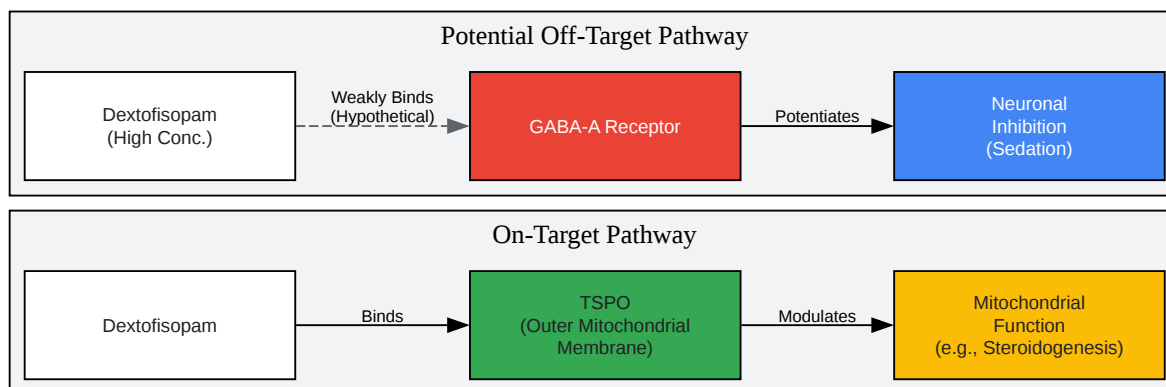 Potential Off-Target Pathway
Dextofisopam
(High Conc.)
Weakly Binds
(Hypothetical)
GABA-A Receptor
Potentiates
Neuronal
Inhibition
(Sedation)
On-Target Pathway
Dextofisopam
Binds
TSPO
(Outer Mitochondrial
Membrane)
Modulates
Mitochondrial
Function
(e.g., Steroidogenesis)